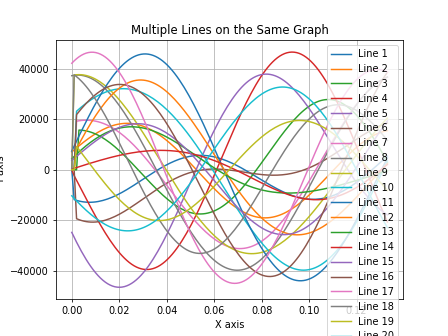 Multiple Lines on the Same Graph
40000
20000
0
−20000
−40000
0.00
0.02
0.04
0.06
0.08
0.10
X axis
Line 1
Line 2
Line 3
Line 4
Line 5
Line 6
Line 7
Line 8
Line 9
Line 10
Line 11
Line 12
Line 13
Line 14
Line 15
Line 16
Line 17
Line 18
Line 19
Line 20